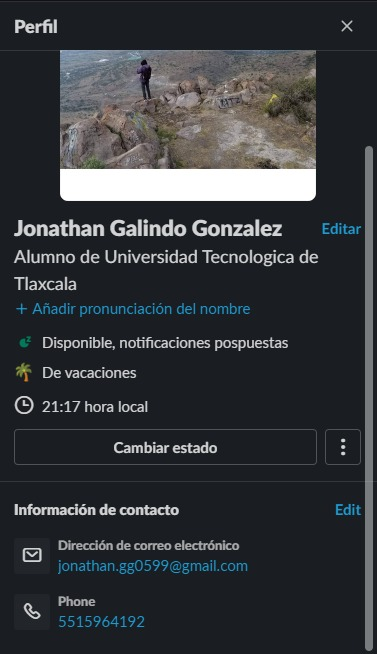 Perfil
Jonathan Galindo Gonzalez
Editar
Alumno de Universidad Tecnologica de
Tlaxcala
+ Añadir pronunciación del nombre
Disponible, notificaciones pospuestas
De vacaciones
21:17 hora local
Cambiar estado
Información de contacto
Edit
Dirección de correo electrónico
jonathan.gg0599@gmail.com
Phone
5515964192